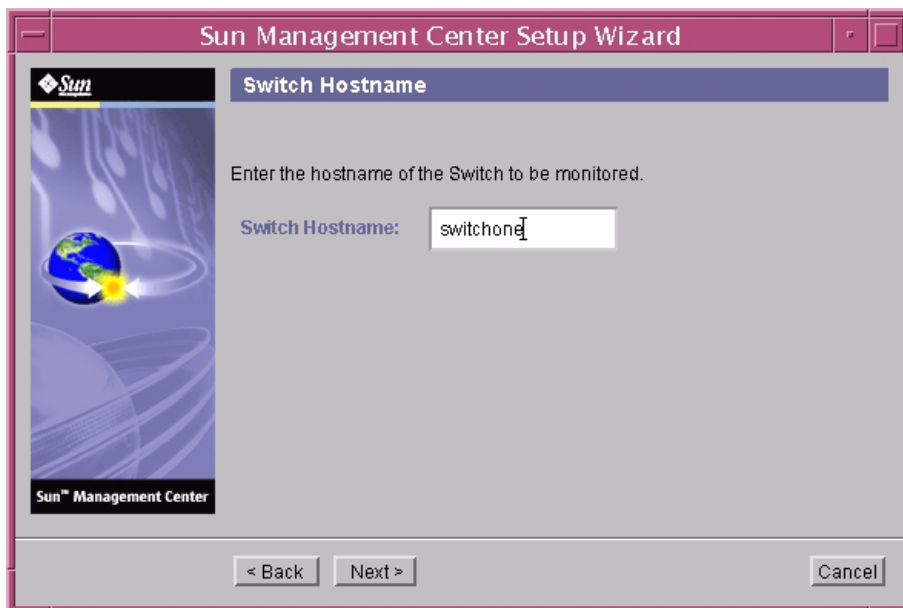 Sun Management Center Setup Wizard
Sun
Switch Hostname
Enter the hostname of the Switch to be monitored.
Switch Hostname: switchone
Sun™ Management Center
< Back Next > Cancel